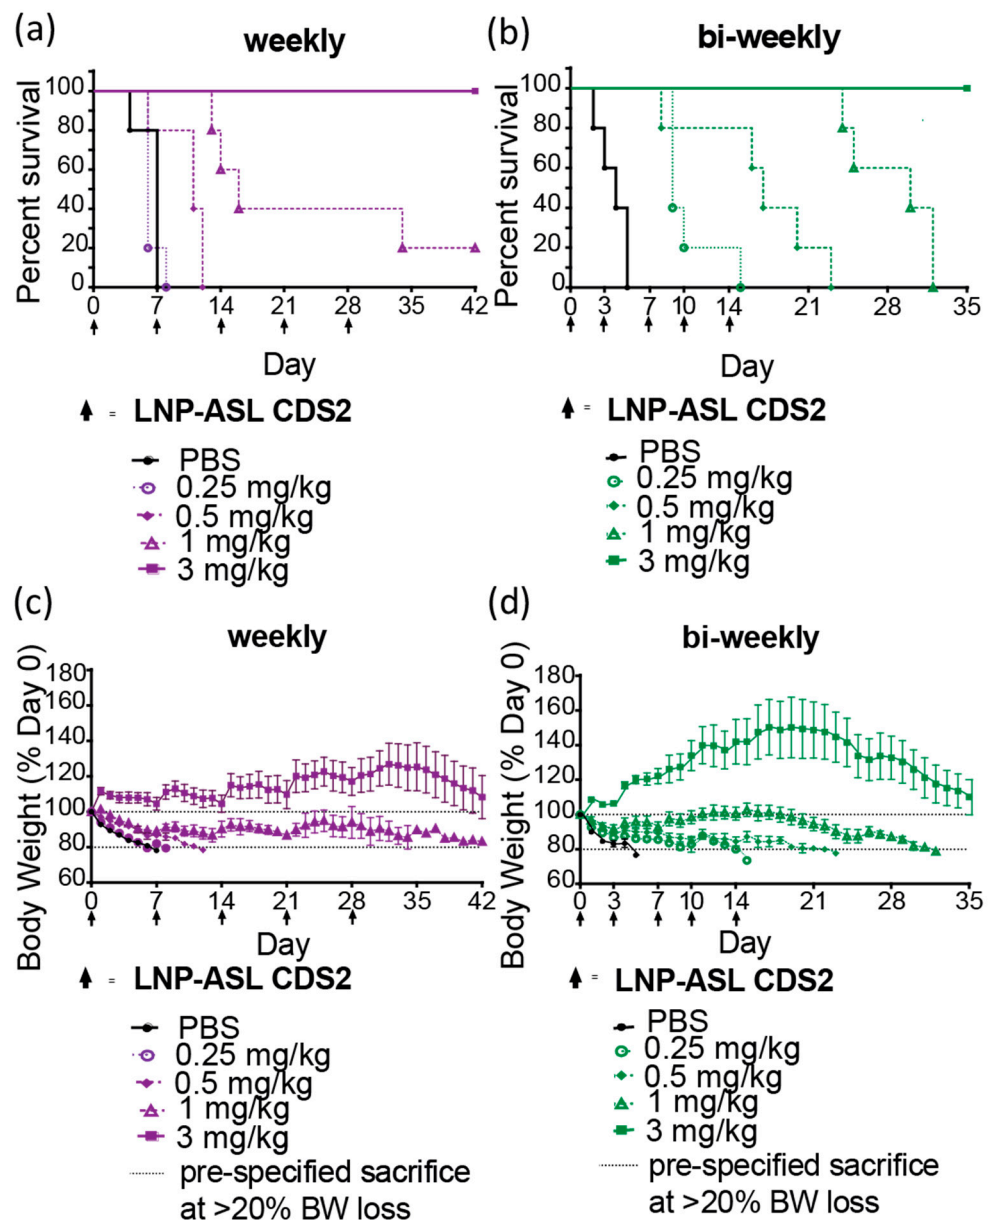 (a)
weekly
Percent survival
100
80
60
40
20
0
0 7 14 21 28 35 42
Day
= LNP-ASL CDS2
PBS
0.25 mg/kg
0.5 mg/kg
1 mg/kg
3 mg/kg
(b)
bi-weekly
Percent survival
100
80
60
40
20
0
0 3 7 10 14 21 28 35
Day
= LNP-ASL CDS2
PBS
0.25 mg/kg
0.5 mg/kg
1 mg/kg
3 mg/kg
(c)
weekly
Body Weight (% Day 0)
180
160
140
120
100
80
60
0 7 14 21 28 35 42
Day
= LNP-ASL CDS2
PBS
0.25 mg/kg
0.5 mg/kg
1 mg/kg
3 mg/kg
pre-specified sacrifice
at >20% BW loss
(d)
bi-weekly
Body Weight (% Day 0)
180
160
140
120
100
80
60
0 3 7 10 14 21 28 35
Day
= LNP-ASL CDS2
PBS
0.25 mg/kg
0.5 mg/kg
1 mg/kg
3 mg/kg
pre-specified sacrifice
at >20% BW loss